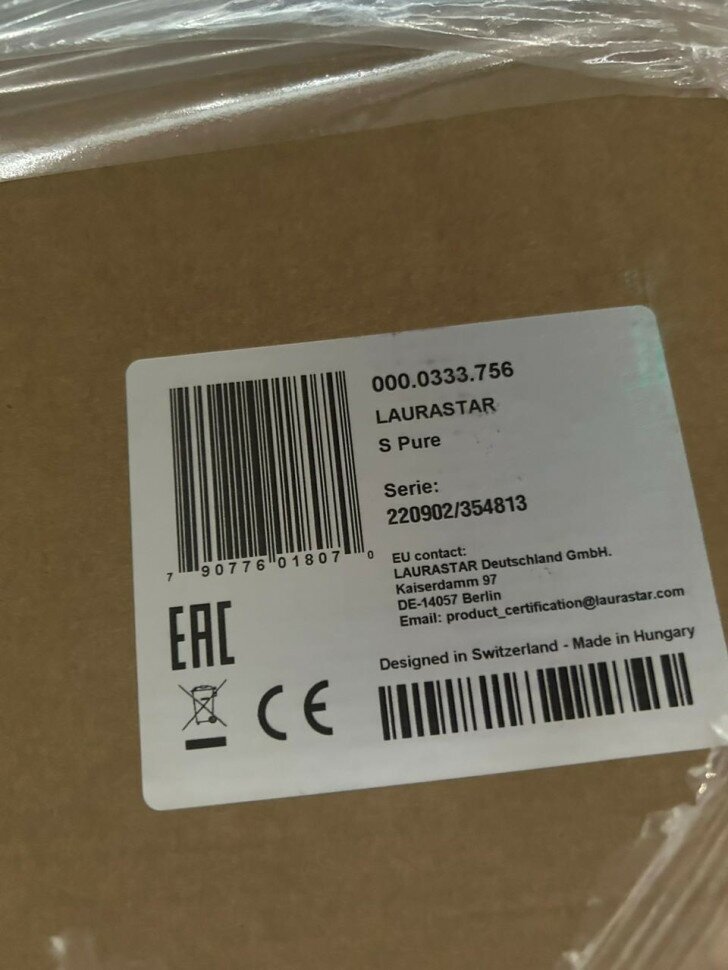 000.0333.756
LAURASTAR
S Pure
Serie:
220902/354813
7 90776 01807 0
EU contact:
LAURASTAR Deutschland GmbH.
Kaiserdamm 97
DE-14057 Berlin
Email: product_certification@laurastar.com
EAC
CE
Designed in Switzerland - Made in Hungary